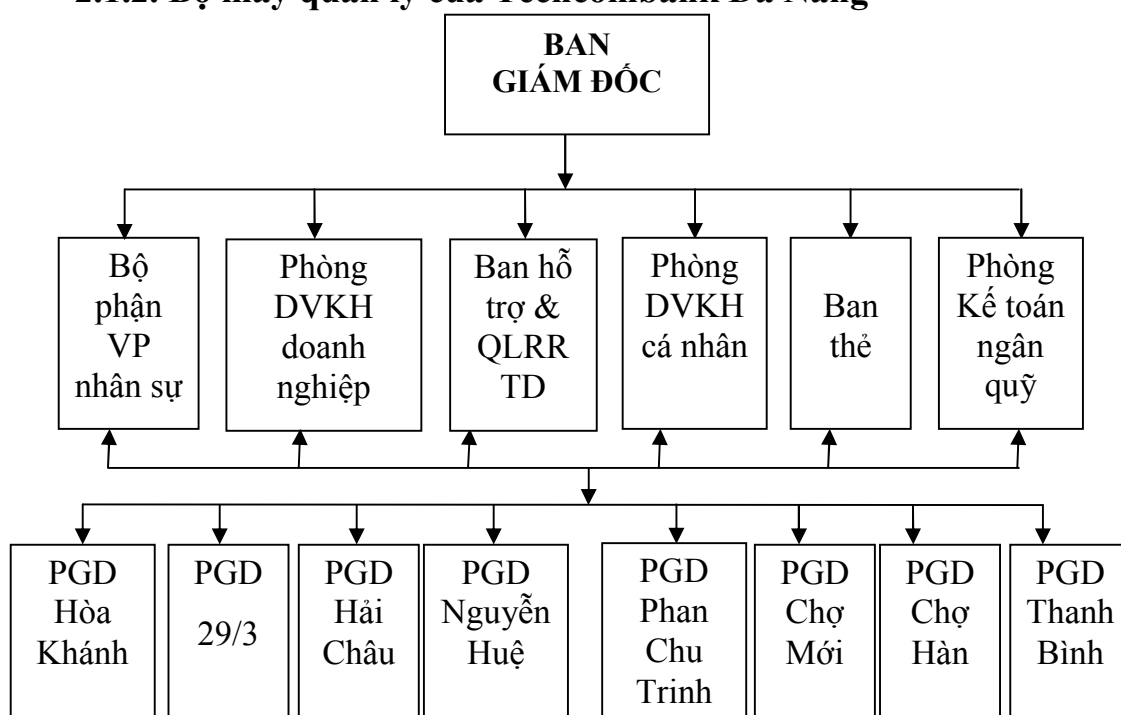 2.1.2. Bộ máy quản lý của Techcombank Đà Nẵng
BAN
GIÁM ĐỐC
Bộ
phận
VP
nhân sự
Phòng
DVKH
doanh
nghiệp
Ban hỗ
trợ &
QLRR
TD
Phòng
DVKH
cá nhân
Ban
thẻ
Phòng
Kế toán
ngân
quỹ
PGD
Hòa
Khánh
PGD
29/3
PGD
Hải
Châu
PGD
Nguyễn
Huệ
PGD
Phan
Chu
Trinh
PGD
Chợ
Mới
PGD
Chợ
Hàn
PGD
Thanh
Bình